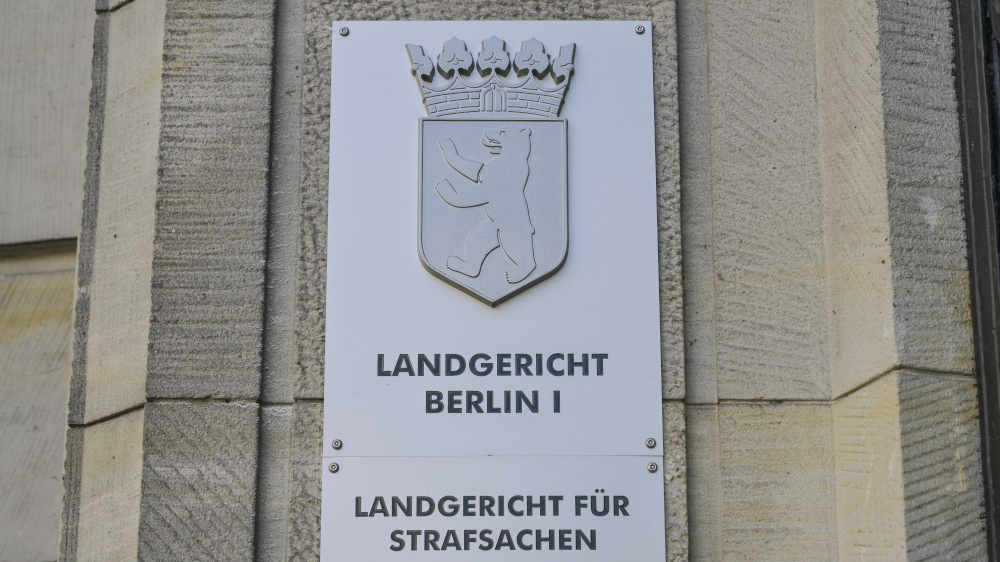 LANDGERICHT
BERLIN I
LANDGERICHT FÜR
STRAFSACHEN